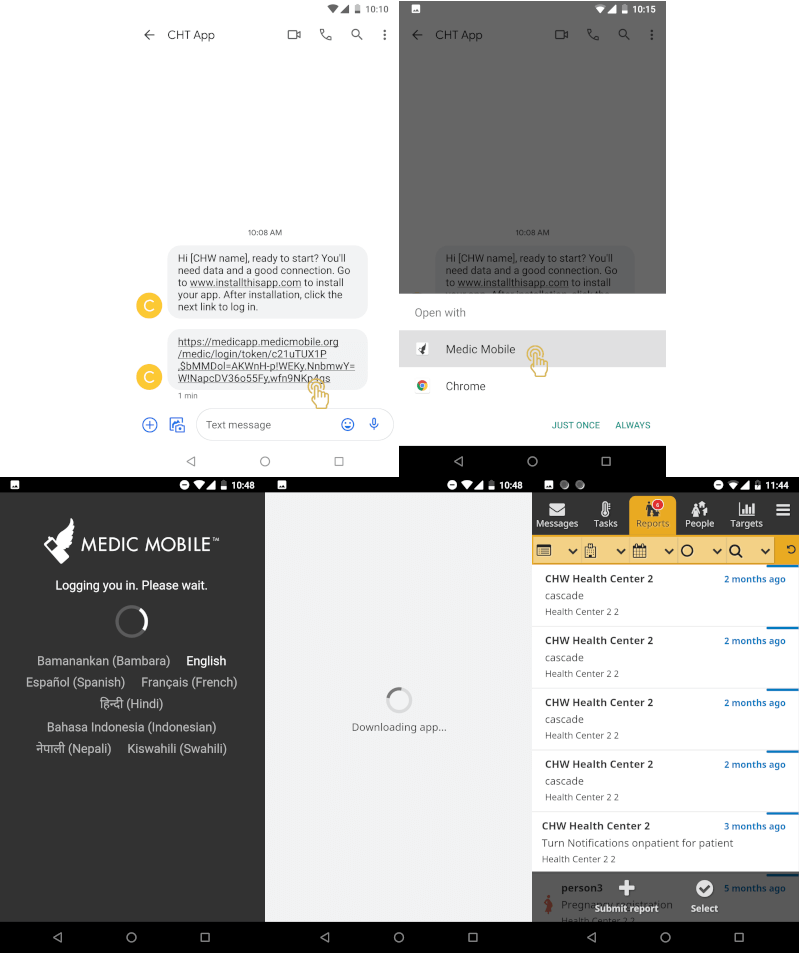 10:10
CHT App
10:08 AM
Hi [CHW name], ready to start? You'll
need data and a good connection. Go
to www.installthisapp.com to install
your app. After installation, click the
next link to log in.
C
https://medicapp.medicmobile.org
/medic/login/token/c21uTUX1P
,$bMMDol=AKWnH-p!WEKy,NnbmwY=
W!NapcDV36o55Fy,wfn9NKp4gs
C
1 min
Text message
10:15
CHT App
10:08 AM
Hi [CHW name], ready to start? You'll
need data and a good connection. Go
to www.installthisapp.com to install
your app. After installation, click the
Open with
Medic Mobile
Chrome
JUST ONCE ALWAYS
10:48
MEDIC MOBILE™
Logging you in. Please wait.
Bamanankan (Bambara) English
Español (Spanish) Français (French)
हिन्दी (Hindi)
Bahasa Indonesia (Indonesian)
नेपाली (Nepali) Kiswahili (Swahili)
10:48
Downloading app...
11:44
6
Messages Tasks Reports People Targets
CHW Health Center 2 2 months ago
cascade
Health Center 2 2
CHW Health Center 2 2 months ago
cascade
Health Center 2 2
CHW Health Center 2 2 months ago
cascade
Health Center 2 2
CHW Health Center 2 2 months ago
cascade
Health Center 2 2
CHW Health Center 2 3 months ago
Turn Notifications onpatient for patient
Health Center 2 2
person3 5 months ago
Pregnancy registration
Submit report Select
Health Center 2 2